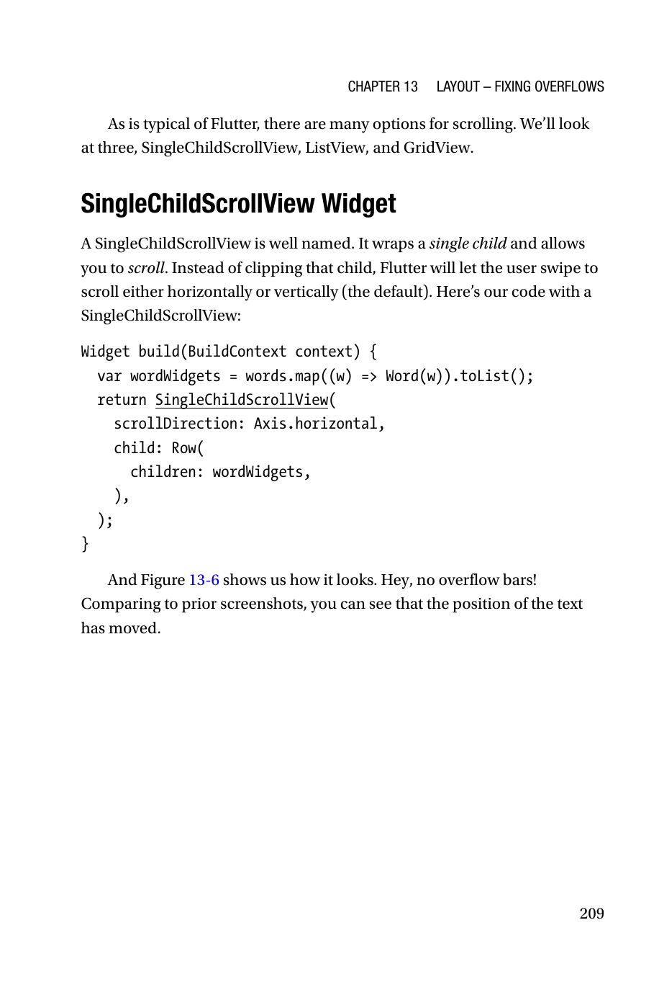 CHAPTER 13 LAYOUT – FIXING OVERFLOWS
As is typical of Flutter, there are many options for scrolling. We’ll look
at three, SingleChildScrollView, ListView, and GridView.
SingleChildScrollView Widget
A SingleChildScrollView is well named. It wraps a single child and allows
you to scroll. Instead of clipping that child, Flutter will let the user swipe to
scroll either horizontally or vertically (the default). Here’s our code with a
SingleChildScrollView:
Widget build(BuildContext context) {
  var wordWidgets = words.map((w) => Word(w)).toList();
  return SingleChildScrollView(
    scrollDirection: Axis.horizontal,
    child: Row(
      children: wordWidgets,
    ),
  );
}
And Figure 13-6 shows us how it looks. Hey, no overflow bars!
Comparing to prior screenshots, you can see that the position of the text
has moved.
209